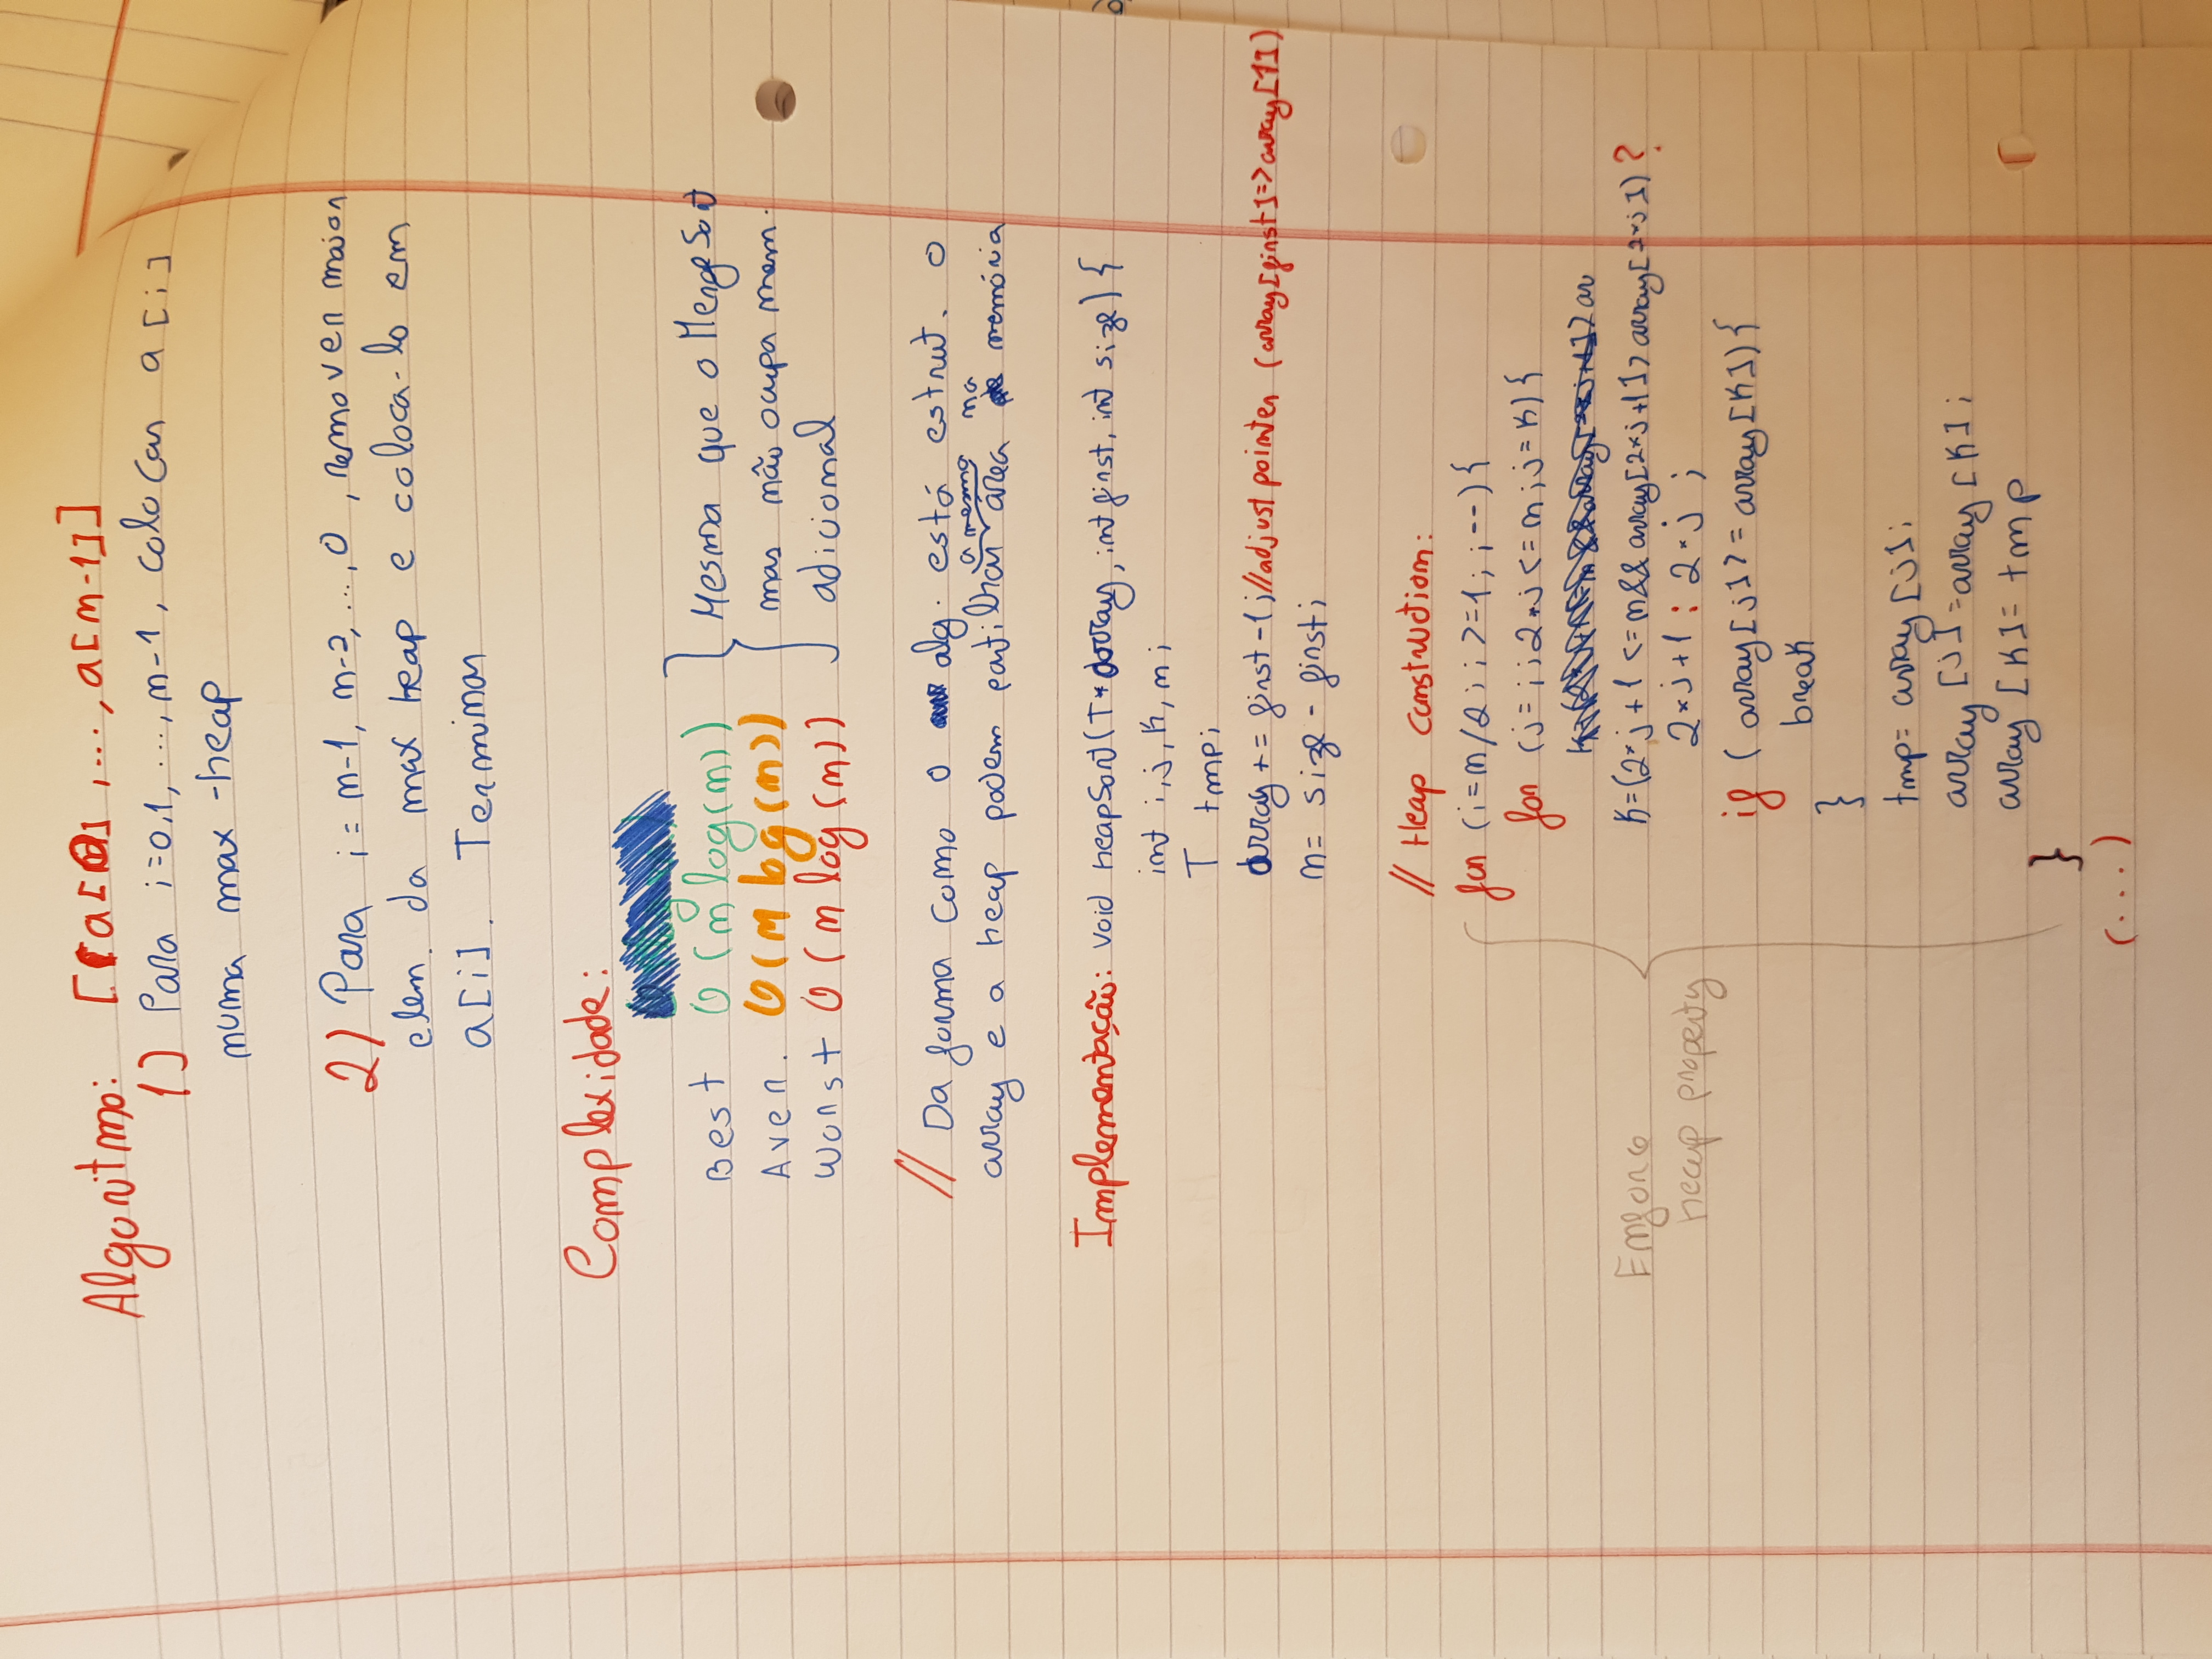 Algoritmo: [a[0], ..., a[n-1]]
1) Para i=0,1, ..., n-1, colocar a[i]
numa max-heap
2) Para i = n-1, n-2, ..., 0, remover maior
elem. da max heap e coloca-lo em
a[i]. Terminar
Complexidade:
Best O(n log(n))
Aver. O(n log(n))
Worst O(n log(n))
Mesma que o MergeSort
mas não ocupa mem.
adicional
// Da forma como o alg. está estrut. o
array e a heap podem partilhar a mesma área na memória
Implementação: void heapSort(T* array, int first, int size) {
int i,j,k,n;
T tmp;
array += first-1; //adjust pointer (array[first]=>array[1])
n= size - first;
// Heap construction:
for (i=n/2; i>=1; i--){
for (j=i;2*j<=n;j=k){
k=(2*j+1<=n&&array[2*j+1]>array[2*j])?
2*j+1 : 2*j;
if (array[j]>=array[k]){
break
}
tmp= array[j];
array[j]=array[k];
array[k]= tmp
}
Enforce
heap property
(...)